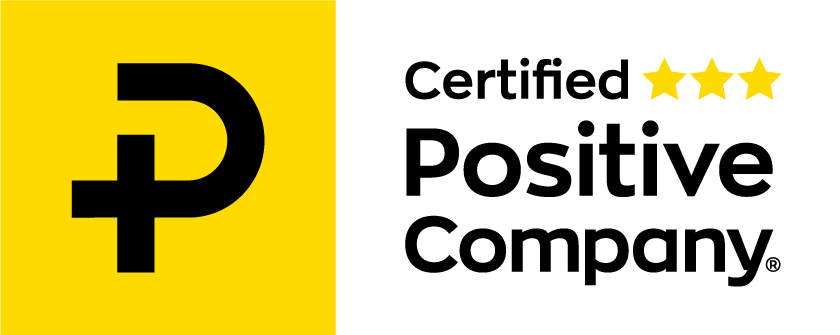 Certified ★★★
Positive
Company®